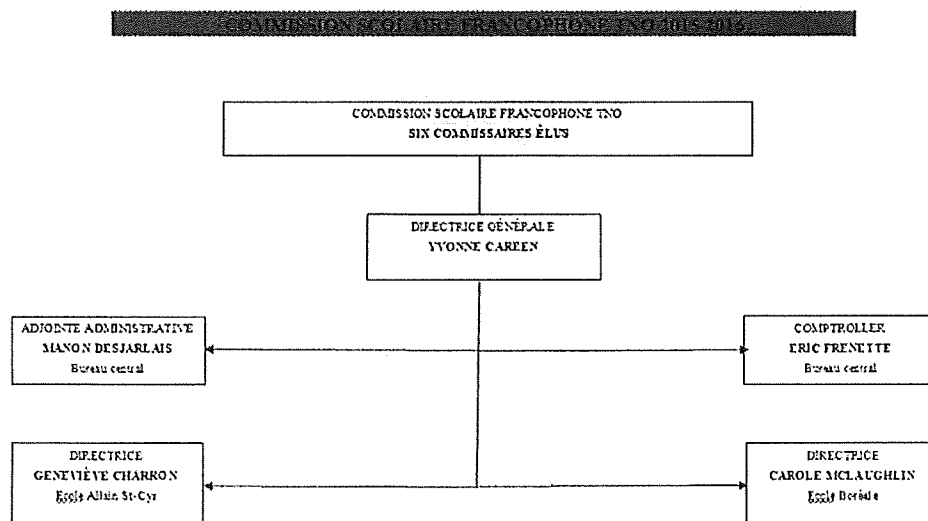 COMMISSION SCOLAIRE FRANCOPHONE TNO 2015-2016
COMMISSION SCOLAIRE FRANCOPHONE TNO
SIX COMMISSAIRES ÉLUS
DIRECTRICE GÉNÉRALE
YVONNE CAREEN
ADJOINTE ADMINISTRATIVE
MANON DESJARLAIS
Bureau central
COMPTROLLER
ERIC FRENETTE
Bureau central
DIRECTRICE
GENEVIÈVE CHARRON
École Allain St-Cyr
DIRECTRICE
CAROLE MCLAUGHLIN
École Boréale